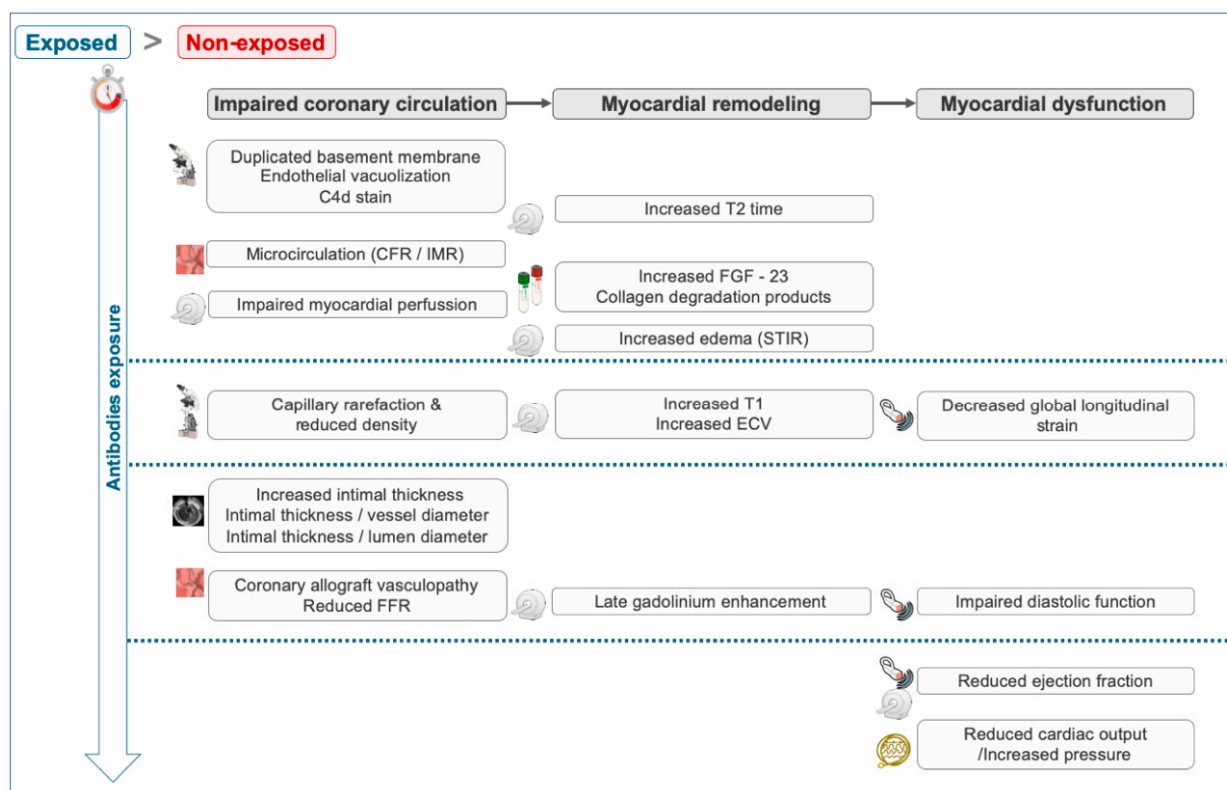 Exposed > Non-exposed
Impaired coronary circulation
Myocardial remodeling
Myocardial dysfunction
Antibodies exposure
Duplicated basement membrane
Endothelial vacuolization
C4d stain
Increased T2 time
Microcirculation (CFR / IMR)
Increased FGF - 23
Collagen degradation products
Impaired myocardial perfussion
Increased edema (STIR)
Capillary rarefaction &
reduced density
Increased T1
Increased ECV
Decreased global longitudinal
strain
Increased intimal thickness
Intimal thickness / vessel diameter
Intimal thickness / lumen diameter
Coronary allograft vasculopathy
Reduced FFR
Late gadolinium enhancement
Impaired diastolic function
Reduced ejection fraction
Reduced cardiac output
/Increased pressure